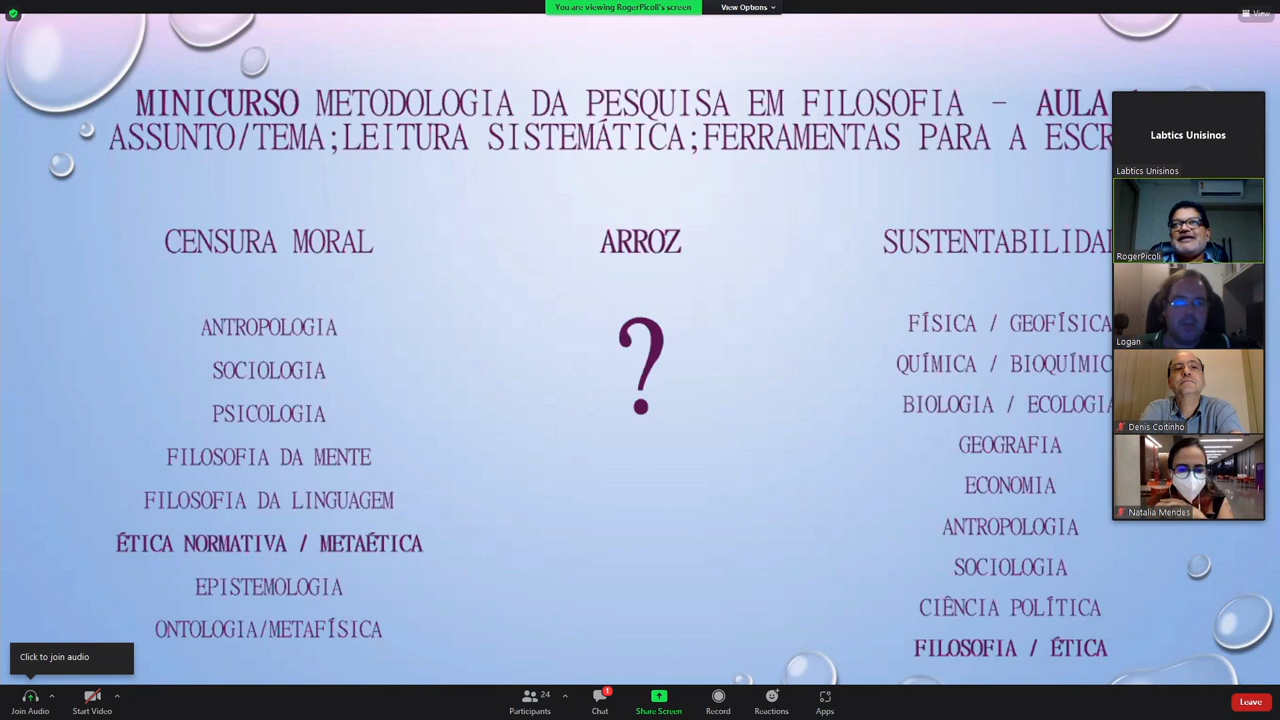 You are viewing RogerPicoli's screen
View Options
View
MINICURSO METODOLOGIA DA PESQUISA EM FILOSOFIA – AULA
ASSUNTO/TEMA;LEITURA SISTEMÁTICA;FERRAMENTAS PARA A ESCR
CENSURA MORAL
ANTROPOLOGIA
SOCIOLOGIA
PSICOLOGIA
FILOSOFIA DA MENTE
FILOSOFIA DA LINGUAGEM
ÉTICA NORMATIVA / METAÉTICA
EPISTEMOLOGIA
ONTOLOGIA/METAFÍSICA
ARROZ
?
SUSTENTABILIDA
FÍSICA / GEOFÍSICA
QUÍMICA / BIOQUÍMIC
BIOLOGIA / ECOLOGIA
GEOGRAFIA
ECONOMIA
ANTROPOLOGIA
SOCIOLOGIA
CIÊNCIA POLÍTICA
FILOSOFIA / ÉTICA
Labtics Unisinos
Labtics Unisinos
RogerPicoli
Logan
Denis Coitinho
Natalia Mendes
Click to join audio
Join Audio
Start Video
24
Participants
1
Chat
Share Screen
Record
Reactions
Apps
Leave